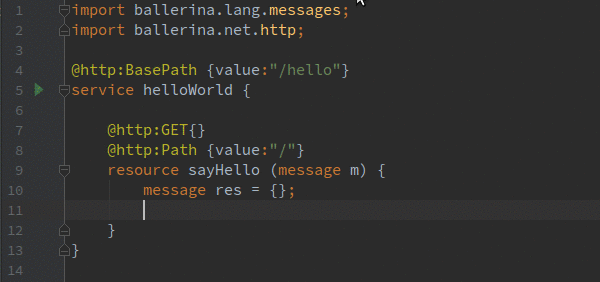 1 import ballerina.lang.messages;
2 import ballerina.net.http;
3
4 @http:BasePath {value:"/hello"}
5 service helloWorld {
6
7     @http:GET{}
8     @http:Path {value:"/"}
9     resource sayHello (message m) {
10         message res = {};
11
12     }
13 }
14